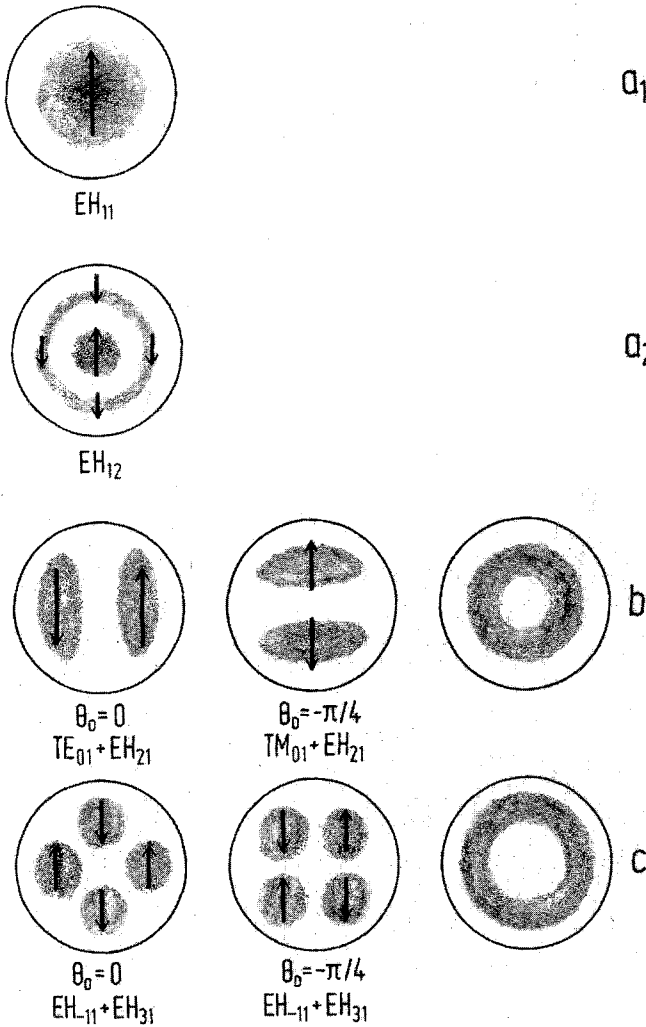 a₁
EH₁₁
a₂
EH₁₂
b
θ₀ = 0 θ₀ = -π/4
TE₀₁ + EH₂₁ TM₀₁ + EH₂₁
c
θ₀ = 0 θ₀ = -π/4
EH₋₁₁ + EH₃₁ EH₋₁₁ + EH₃₁